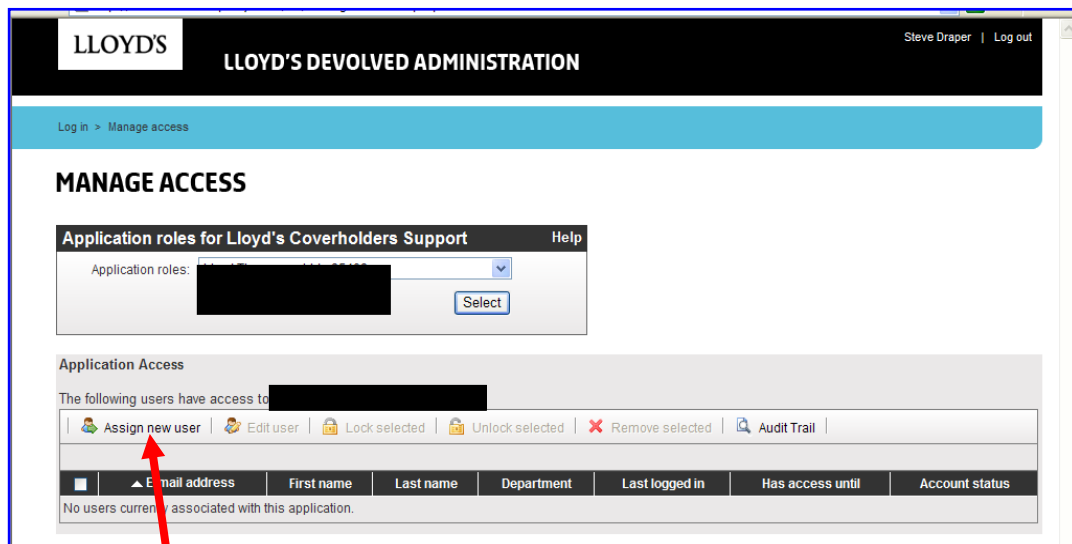 LLOYD'S
Steve Draper | Log out
LLOYD'S DEVOLVED ADMINISTRATION
Log in > Manage access
MANAGE ACCESS
Application roles for Lloyd's Coverholders Support Help
Application roles:
Select
Application Access
The following users have access to
Assign new user | Edit user | Lock selected | Unlock selected | Remove selected | Audit Trail |
E-mail address First name Last name Department Last logged in Has access until Account status
No users currently associated with this application.